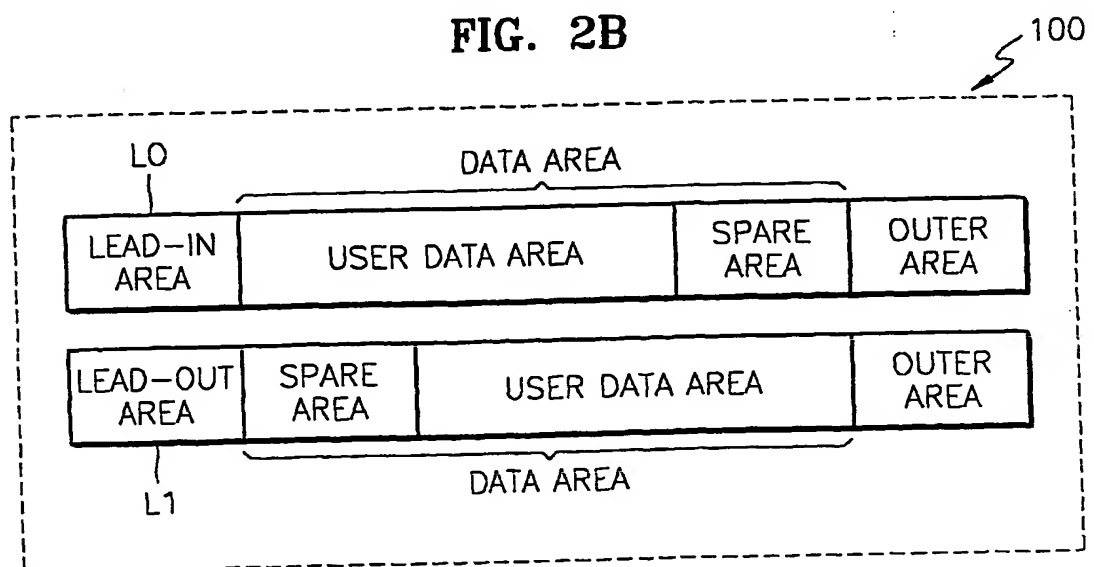 FIG. 2B
100
L0
DATA AREA
LEAD-IN
AREA
USER DATA AREA
SPARE
AREA
OUTER
AREA
LEAD-OUT
AREA
SPARE
AREA
USER DATA AREA
OUTER
AREA
DATA AREA
L1